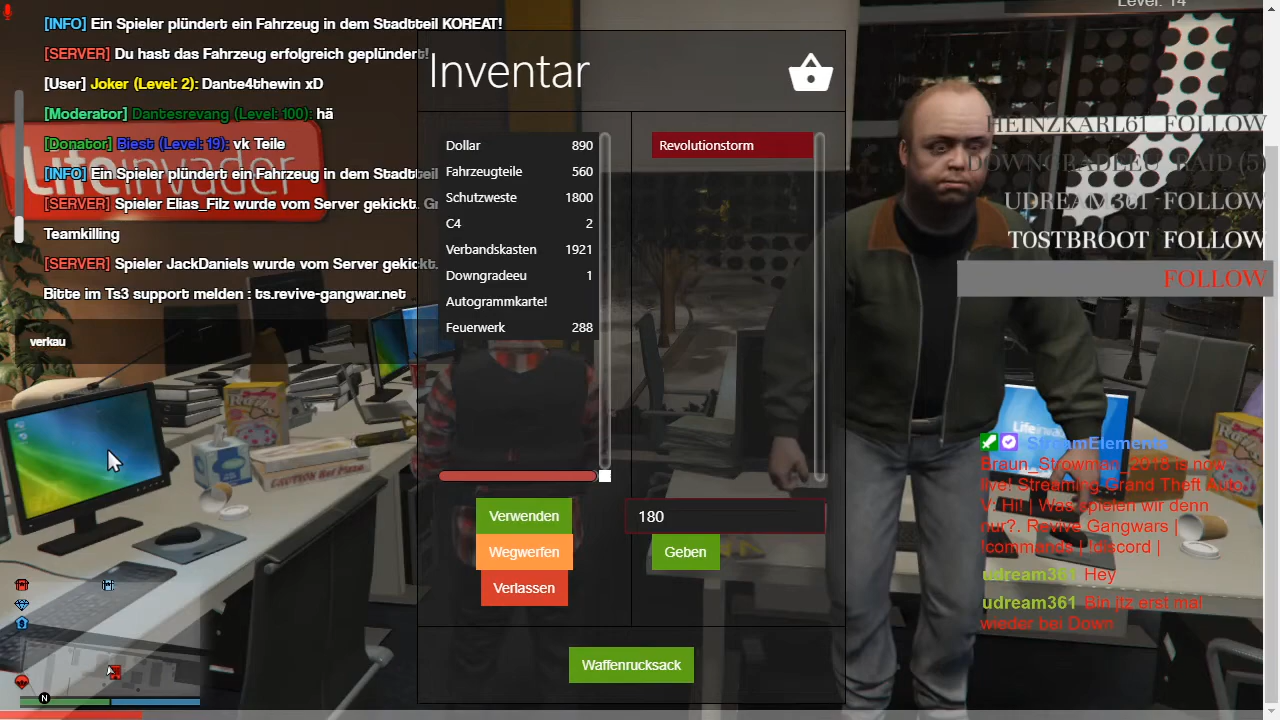 Level: 14
[INFO] Ein Spieler plündert ein Fahrzeug in dem Stadtteil KOREAT!
[SERVER] Du hast das Fahrzeug erfolgreich geplündert!
[User] Joker (Level: 2): Dante4thewin xD
[Moderator] Dantesrevang (Level: 100): hä
[Donator] Biest (Level: 19): vk Teile
[INFO] Ein Spieler plündert ein Fahrzeug in dem Stadtteil
[SERVER] Spieler Elias_Filz wurde vom Server gekickt. Gr
Teamkilling
[SERVER] Spieler JackDaniels wurde vom Server gekickt.
Bitte im Ts3 support melden : ts.revive-gangwar.net
verkau
Lifeinvader
Inventar
Dollar 890
Fahrzeugteile 560
Schutzweste 1800
C4 2
Verbandskasten 1921
Downgradeeu 1
Autogrammkarte!
Feuerwerk 288
Revolutionstorm
Verwenden
Wegwerfen
Verlassen
180
Geben
Waffenrucksack
HEINZKARL61 FOLLOW
DOWNGRADEEU RAID (5)
UDREAM361 FOLLOW
T0STBROOT FOLLOW
FOLLOW
StreamElements
Braun_Strowman_2018 is now
live! Streaming Grand Theft Auto
V: Hi! | Was spielen wir denn
nur?. Revive Gangwars |
!commands | !discord |
udream361 Hey
udream361 Bin jtz erst mal
wieder bei Down
N